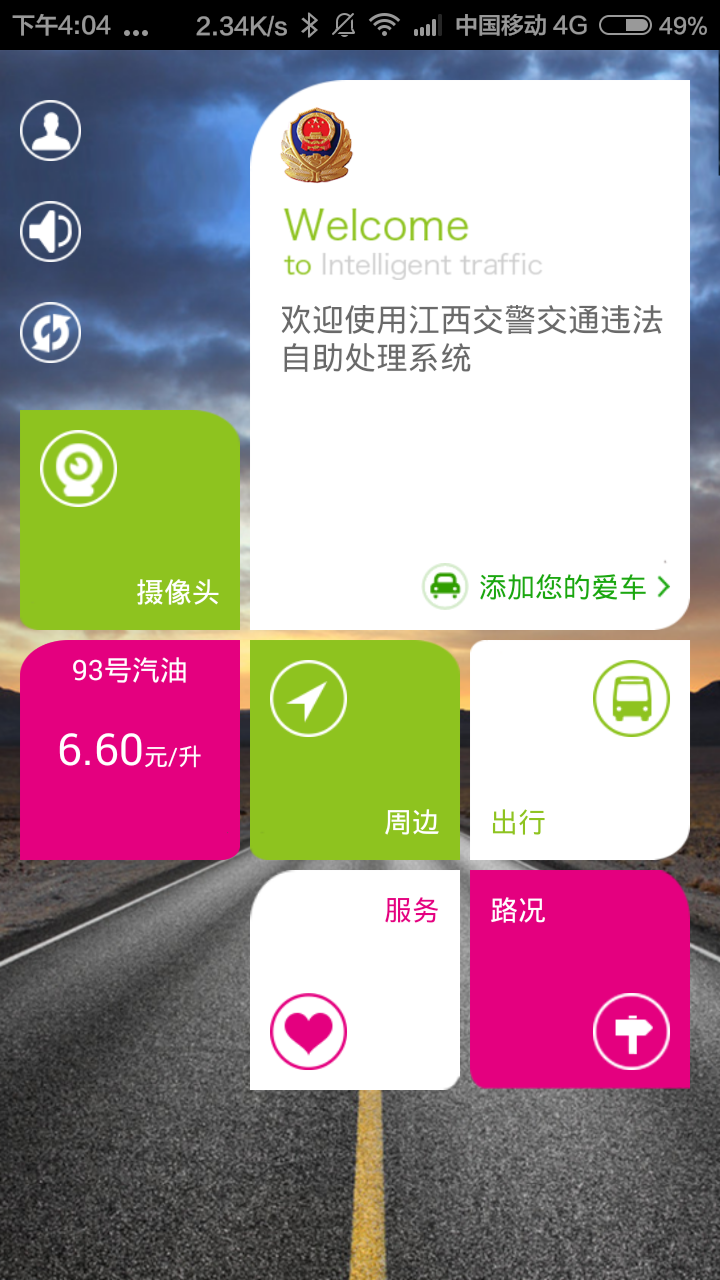 下午4:04 ... 2.34K/s 中国移动 4G 49%
Welcome
to Intelligent traffic
欢迎使用江西交警交通违法
自助处理系统
添加您的爱车
摄像头
93号汽油
6.60元/升
周边
出行
服务
路况